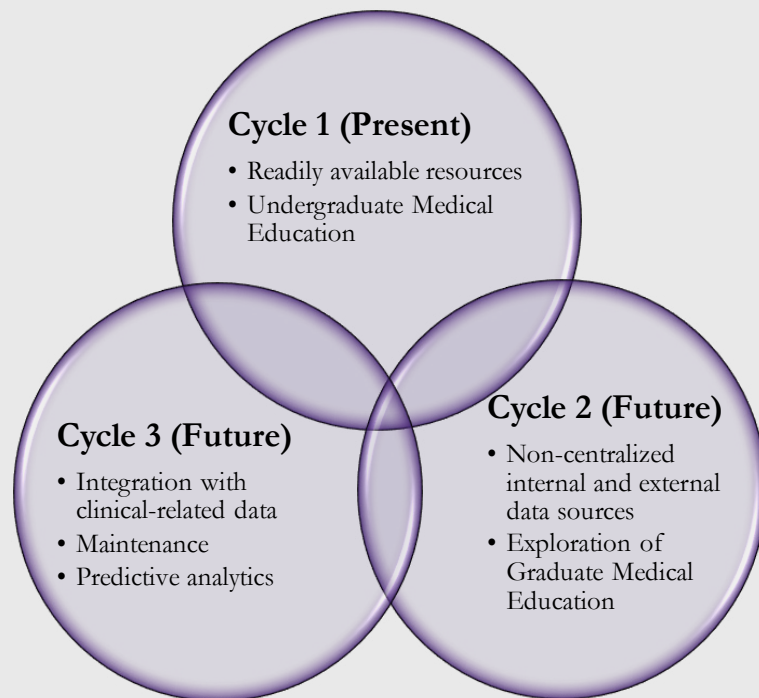 Cycle 1 (Present)
• Readily available resources
• Undergraduate Medical
Education
Cycle 3 (Future)
• Integration with
clinical-related data
• Maintenance
• Predictive analytics
Cycle 2 (Future)
• Non-centralized
internal and external
data sources
• Exploration of
Graduate Medical
Education